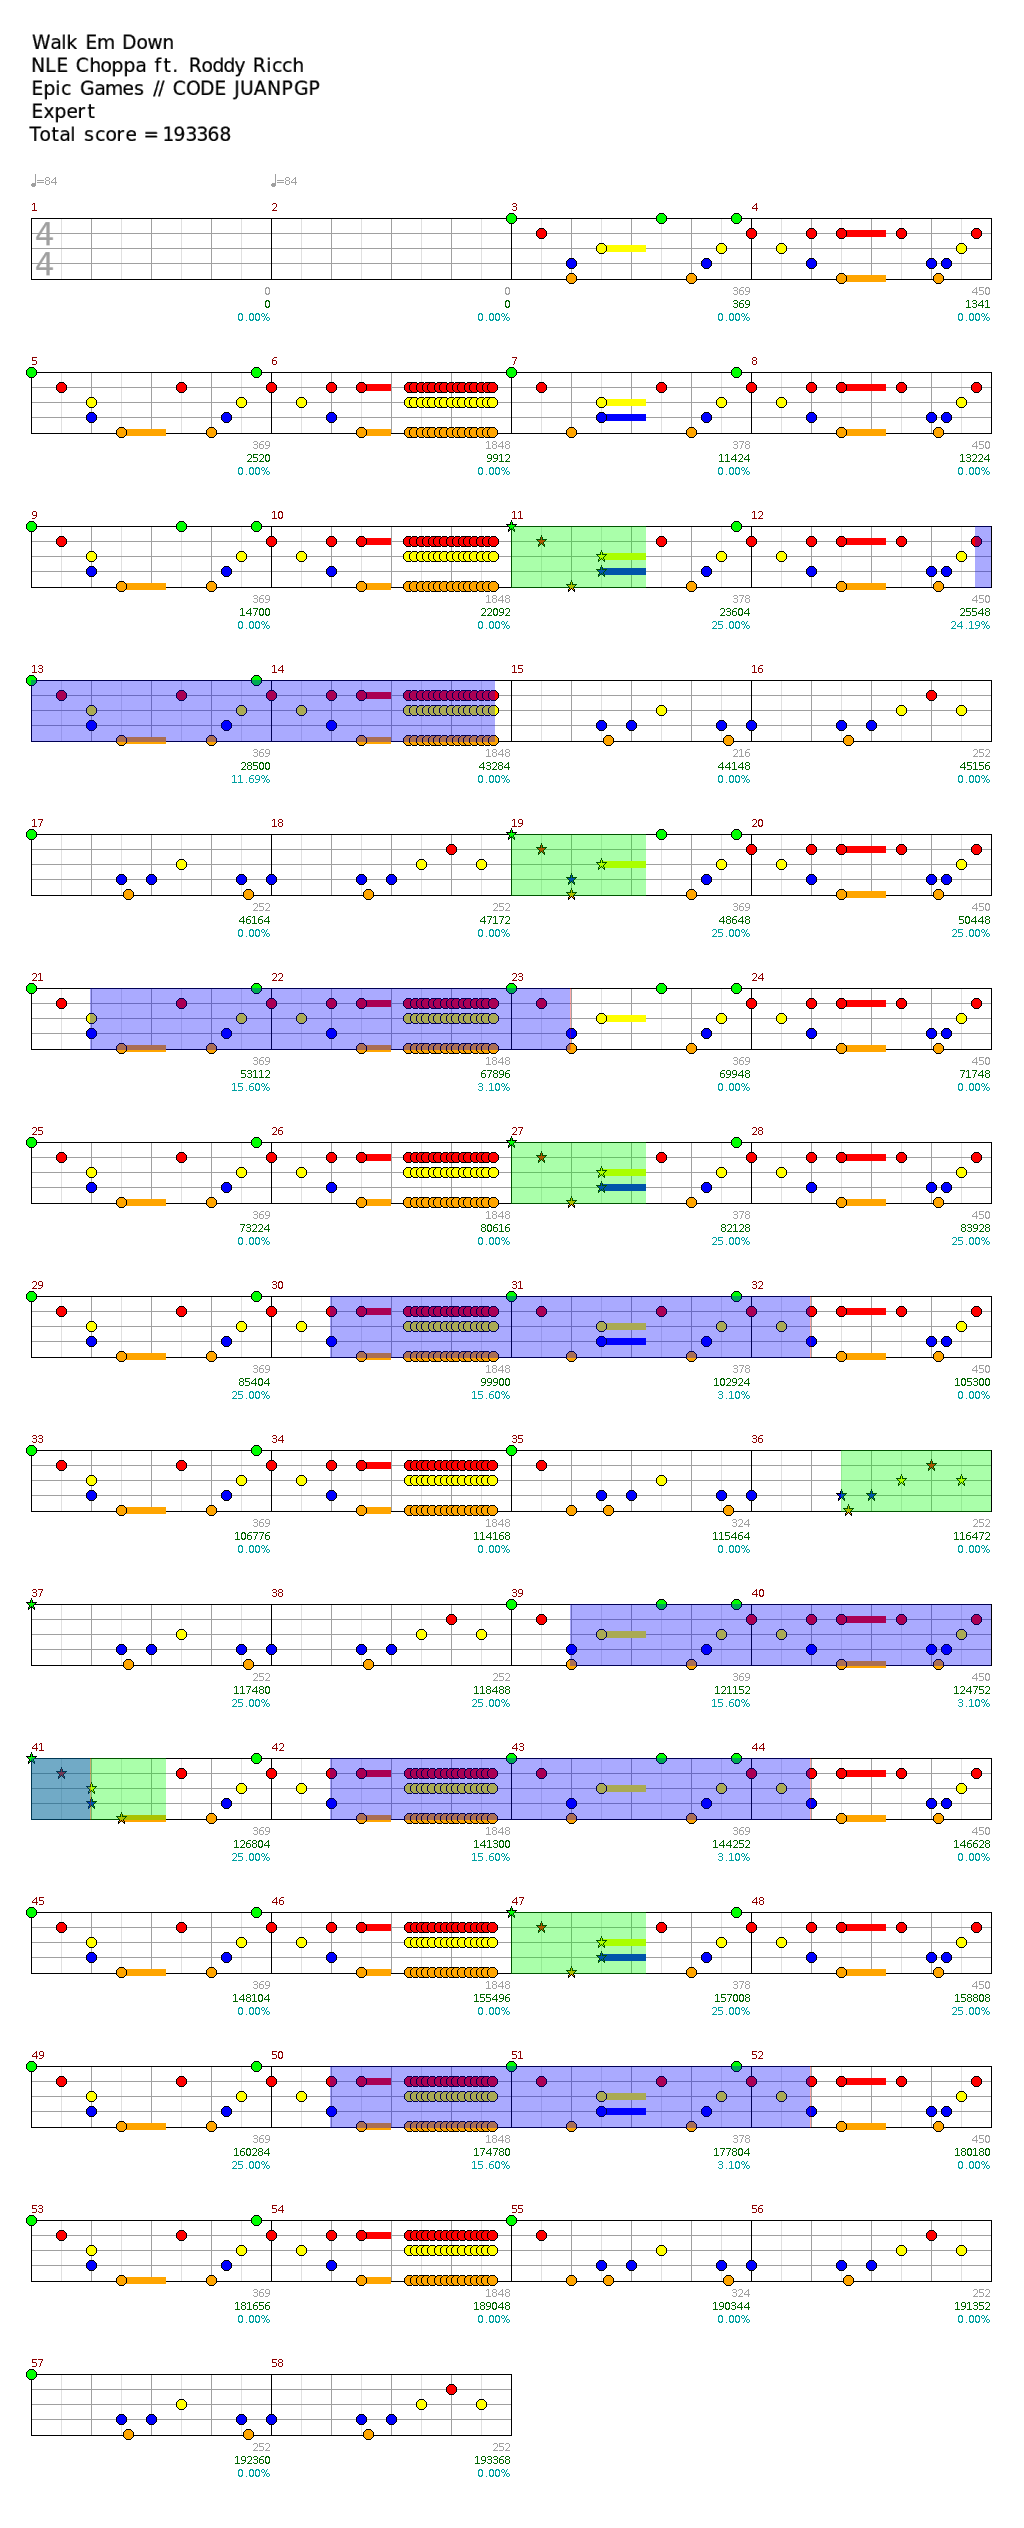 Walk Em Down
NLE Choppa ft. Roddy Ricch
Epic Games // CODE JUANPGP
Expert
Total score = 193368
♩=84 ♩=84
1 2 3 4
4
4
0 0 369 450
0 0 369 1341
0.00% 0.00% 0.00% 0.00%
5 6 7 8
369 1848 378 450
2520 9912 11424 13224
0.00% 0.00% 0.00% 0.00%
9 10 11 12
369 1848 378 450
14700 22092 23604 25548
0.00% 0.00% 25.00% 24.19%
13 14 15 16
369 1848 216 252
28500 43284 44148 45156
11.69% 0.00% 0.00% 0.00%
17 18 19 20
252 252 369 450
46164 47172 48648 50448
0.00% 0.00% 25.00% 25.00%
21 22 23 24
369 1848 369 450
53112 67896 69948 71748
15.60% 3.10% 0.00% 0.00%
25 26 27 28
369 1848 378 450
73224 80616 82128 83928
0.00% 0.00% 25.00% 25.00%
29 30 31 32
369 1848 378 450
85404 99900 102924 105300
25.00% 15.60% 3.10% 0.00%
33 34 35 36
369 1848 324 252
106776 114168 115464 116472
0.00% 0.00% 0.00% 0.00%
37 38 39 40
252 252 369 450
117480 118488 121152 124752
25.00% 25.00% 15.60% 3.10%
41 42 43 44
369 1848 369 450
126804 141300 144252 146628
25.00% 15.60% 3.10% 0.00%
45 46 47 48
369 1848 378 450
148104 155496 157008 158808
0.00% 0.00% 25.00% 25.00%
49 50 51 52
369 1848 378 450
160284 174780 177804 180180
25.00% 15.60% 3.10% 0.00%
53 54 55 56
369 1848 324 252
181656 189048 190344 191352
0.00% 0.00% 0.00% 0.00%
57 58
252 252
192360 193368
0.00% 0.00%